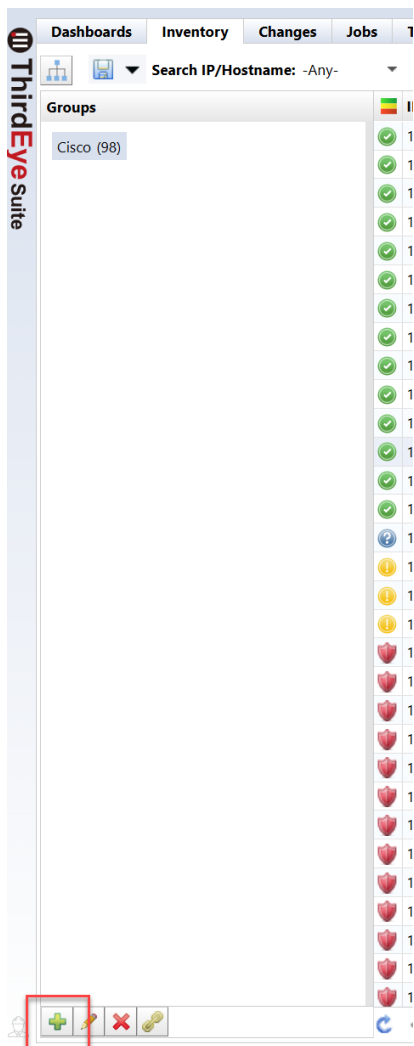 Dashboards Inventory Changes Jobs T
Search IP/Hostname: -Any-
ThirdEye Suite
Groups
Cisco (98)